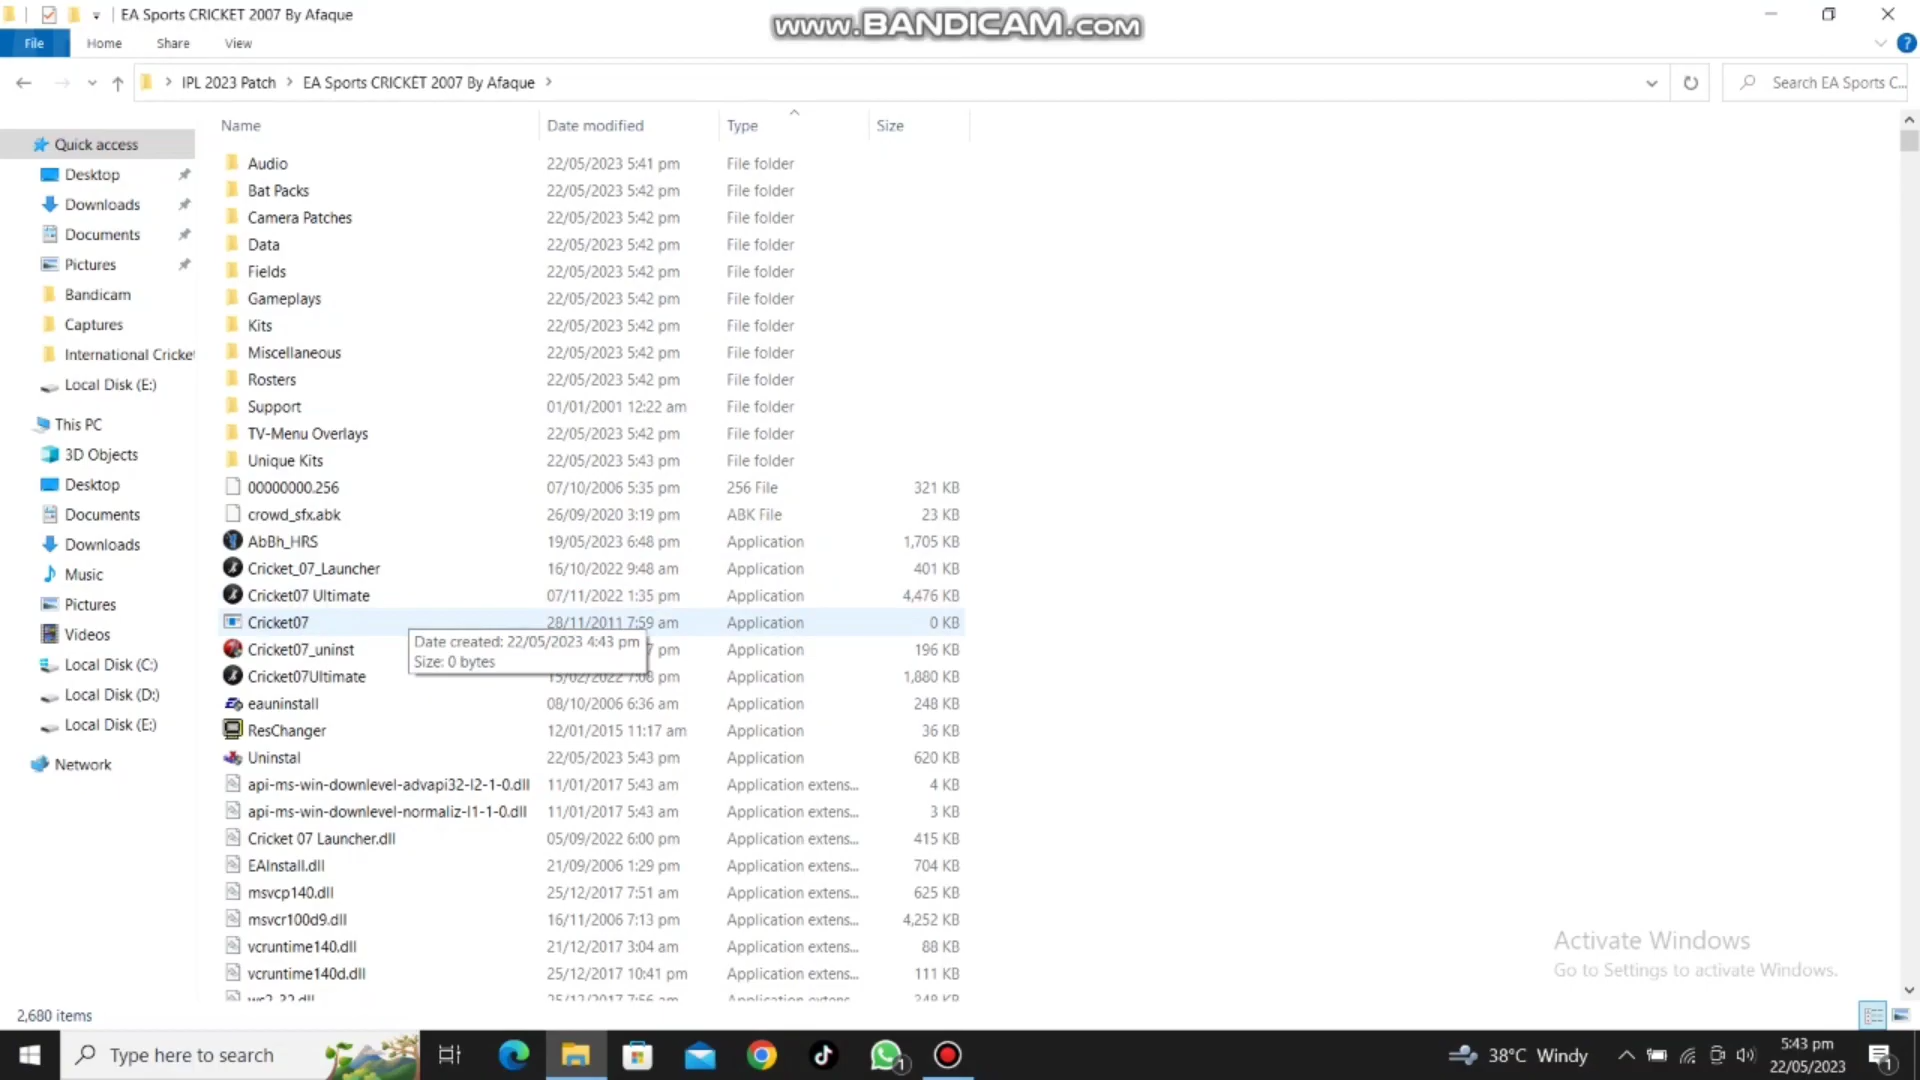 EA Sports CRICKET 2007 By Afaque
www.BANDICAM.com
File Home Share View
IPL 2023 Patch EA Sports CRICKET 2007 By Afaque
Search EA Sports C...
Name Date modified Type Size
Quick access
Desktop
Downloads
Documents
Pictures
Bandicam
Captures
International Cricke
Local Disk (E:)
This PC
3D Objects
Desktop
Documents
Downloads
Music
Pictures
Videos
Local Disk (C:)
Local Disk (D:)
Local Disk (E:)
Network
Audio 22/05/2023 5:41 pm File folder
Bat Packs 22/05/2023 5:42 pm File folder
Camera Patches 22/05/2023 5:42 pm File folder
Data 22/05/2023 5:42 pm File folder
Fields 22/05/2023 5:42 pm File folder
Gameplays 22/05/2023 5:42 pm File folder
Kits 22/05/2023 5:42 pm File folder
Miscellaneous 22/05/2023 5:42 pm File folder
Rosters 22/05/2023 5:42 pm File folder
Support 01/01/2001 12:22 am File folder
TV-Menu Overlays 22/05/2023 5:42 pm File folder
Unique Kits 22/05/2023 5:43 pm File folder
00000000.256 07/10/2006 5:35 pm 256 File 321 KB
crowd_sfx.abk 26/09/2020 3:19 pm ABK File 23 KB
AbBh_HRS 19/05/2023 6:48 pm Application 1,705 KB
Cricket_07_Launcher 16/10/2022 9:48 am Application 401 KB
Cricket07 Ultimate 07/11/2022 1:35 pm Application 4,476 KB
Cricket07 28/11/2011 7:59 am Application 0 KB
Date created: 22/05/2023 4:43 pm
Size: 0 bytes
Cricket07_uninst pm Application 196 KB
Cricket07Ultimate 15/02/2022 7:08 pm Application 1,880 KB
eauninstall 08/10/2006 6:36 am Application 248 KB
ResChanger 12/01/2015 11:17 am Application 36 KB
Uninstal 22/05/2023 5:43 pm Application 620 KB
api-ms-win-downlevel-advapi32-l2-1-0.dll 11/01/2017 5:43 am Application extens... 4 KB
api-ms-win-downlevel-normaliz-l1-1-0.dll 11/01/2017 5:43 am Application extens... 3 KB
Cricket 07 Launcher.dll 05/09/2022 6:00 pm Application extens... 415 KB
EAInstall.dll 21/09/2006 1:29 pm Application extens... 704 KB
msvcp140.dll 25/12/2017 7:51 am Application extens... 625 KB
msvcr100d9.dll 16/11/2006 7:13 pm Application extens... 4,252 KB
vcruntime140.dll 21/12/2017 3:04 am Application extens... 88 KB
vcruntime140d.dll 25/12/2017 10:41 pm Application extens... 111 KB
25/12/2017 7:56 am Application extens...
Activate Windows
Go to Settings to activate Windows.
2,680 items
Type here to search
1
38°C Windy
5:43 pm
22/05/2023
1